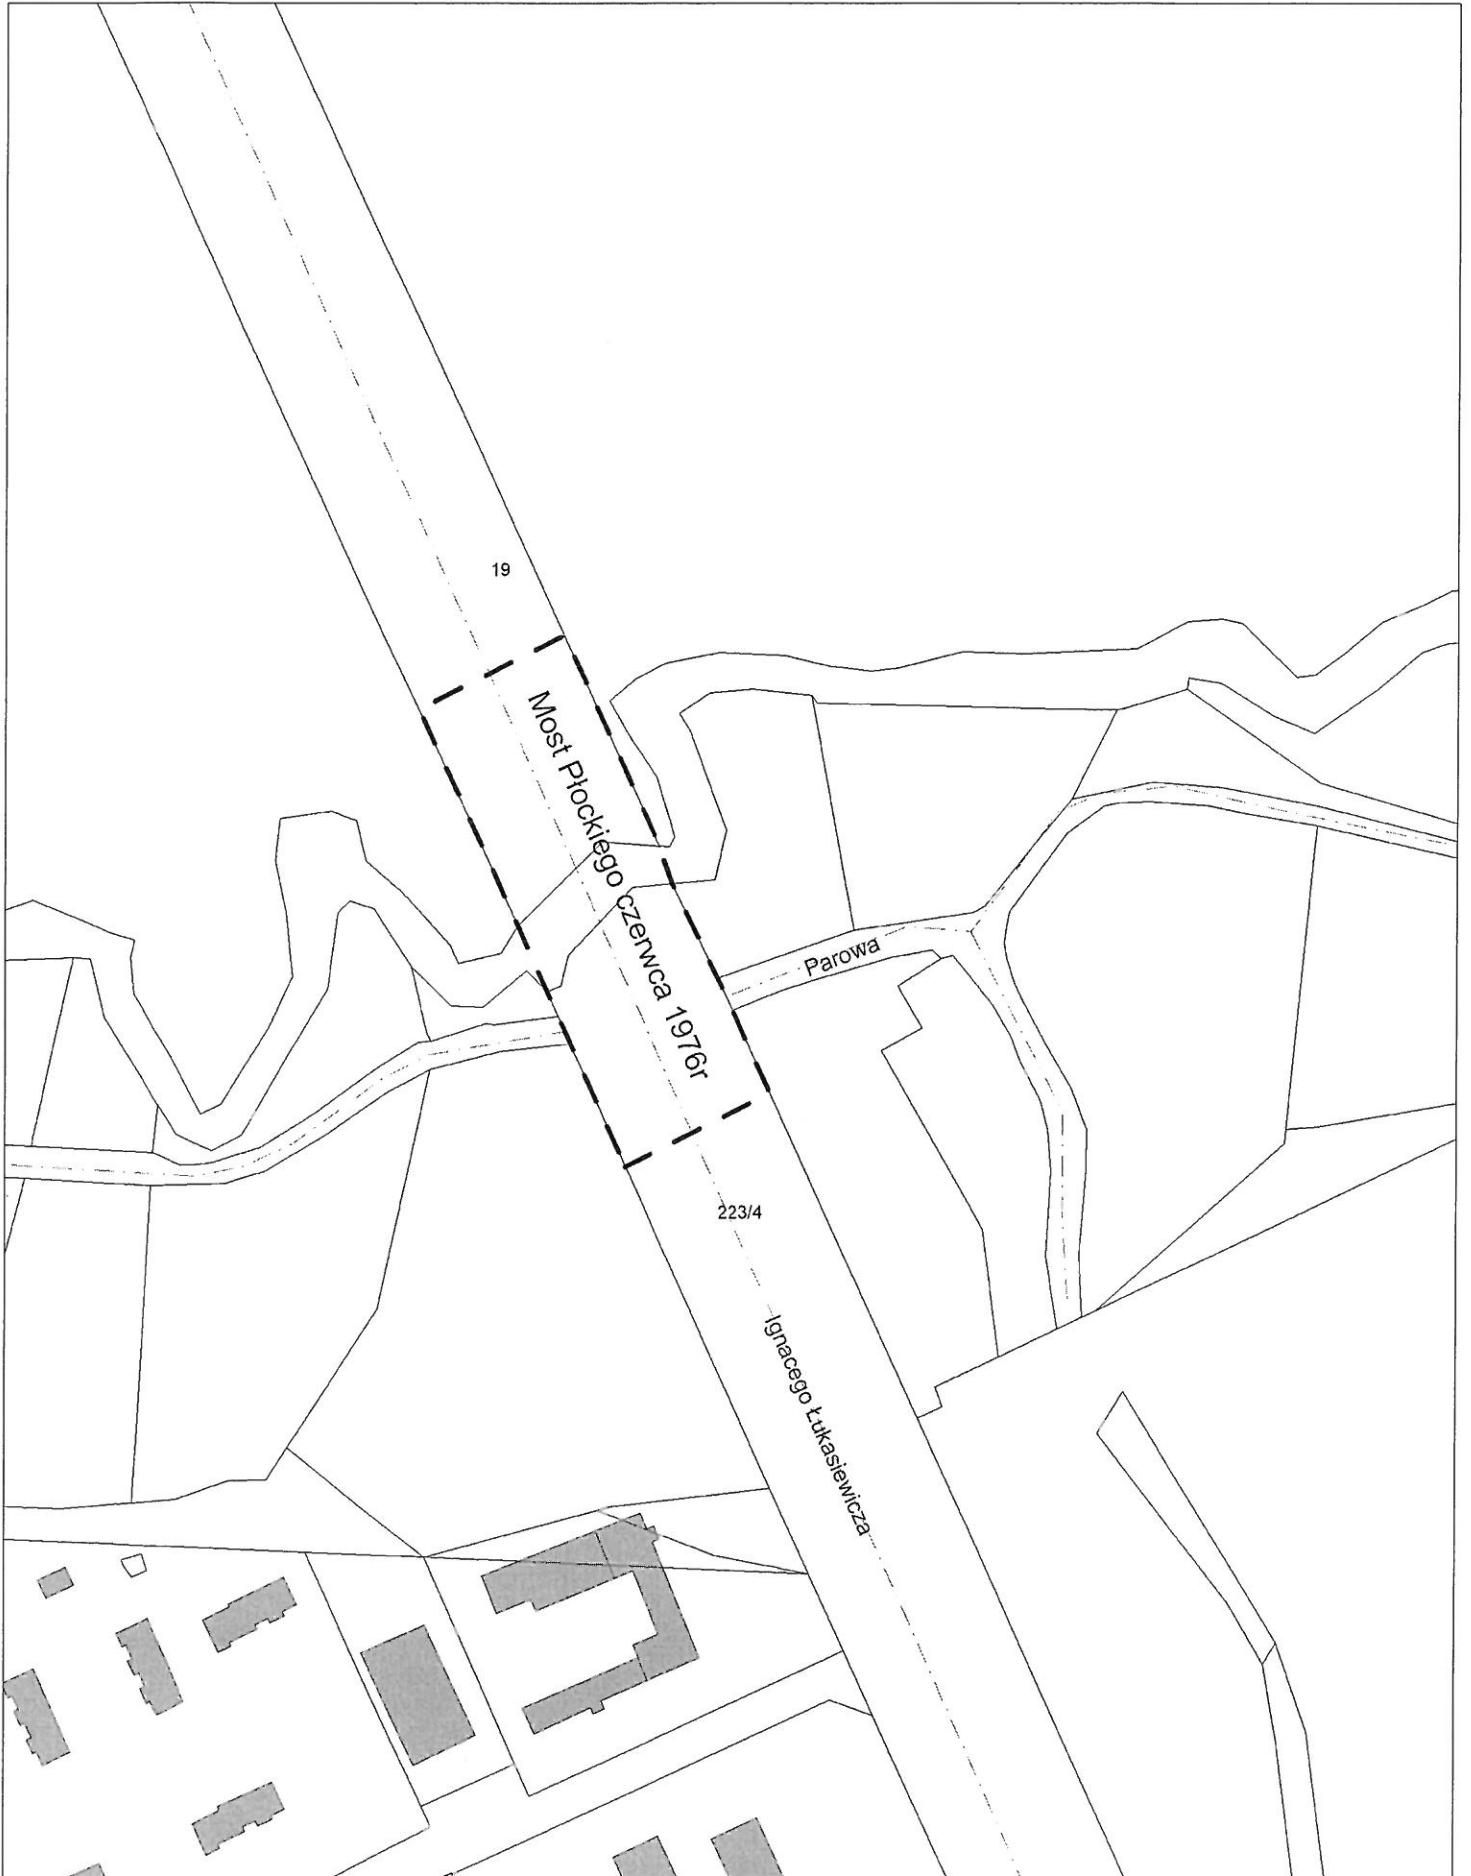 19
Most Płockiego czerwca 1976r
Parowa
223/4
Ignacego Łukasiewicza